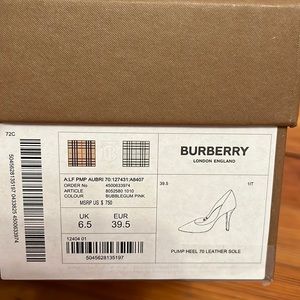 72C
A.LF PMP AUBRI 70:127431:A8407
ORDER No 4500633974
ARTICLE 8052580 1010
COLOUR BUBBLEGUM PINK
MSRP US $ 750
UK EUR
6.5 39.5
12404 01
5045628135197
BURBERRY
LONDON ENGLAND
39.5 1/T
PUMP HEEL 70 LEATHER SOLE